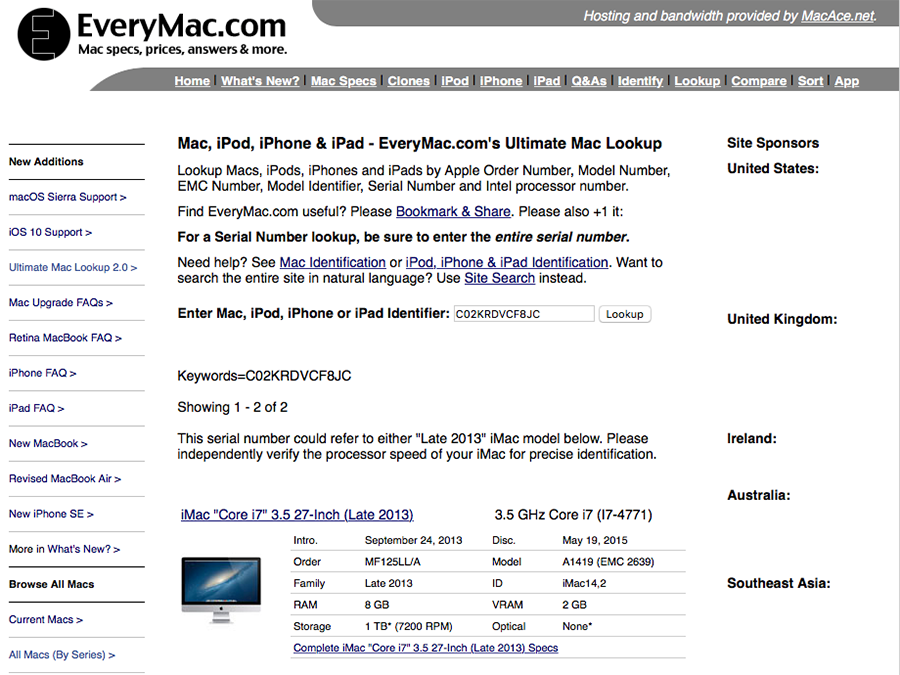 EveryMac.com
Mac specs, prices, answers & more.
Hosting and bandwidth provided by MacAce.net.
Home | What's New? | Mac Specs | Clones | iPod | iPhone | iPad | Q&As | Identify | Lookup | Compare | Sort | App
New Additions
macOS Sierra Support >
iOS 10 Support >
Ultimate Mac Lookup 2.0 >
Mac Upgrade FAQs >
Retina MacBook FAQ >
iPhone FAQ >
iPad FAQ >
New MacBook >
Revised MacBook Air >
New iPhone SE >
More in What's New? >
Browse All Macs
Current Macs >
All Macs (By Series) >
Mac, iPod, iPhone & iPad - EveryMac.com's Ultimate Mac Lookup
Lookup Macs, iPods, iPhones and iPads by Apple Order Number, Model Number,
EMC Number, Model Identifier, Serial Number and Intel processor number.
Find EveryMac.com useful? Please Bookmark & Share. Please also +1 it:
For a Serial Number lookup, be sure to enter the entire serial number.
Need help? See Mac Identification or iPod, iPhone & iPad Identification. Want to
search the entire site in natural language? Use Site Search instead.
Enter Mac, iPod, iPhone or iPad Identifier: C02KRDVCF8JC Lookup
Keywords=C02KRDVCF8JC
Showing 1 - 2 of 2
This serial number could refer to either "Late 2013" iMac model below. Please
independently verify the processor speed of your iMac for precise identification.
iMac "Core i7" 3.5 27-Inch (Late 2013) 3.5 GHz Core i7 (I7-4771)
Intro. September 24, 2013 Disc. May 19, 2015
Order MF125LL/A Model A1419 (EMC 2639)
Family Late 2013 ID iMac14,2
RAM 8 GB VRAM 2 GB
Storage 1 TB* (7200 RPM) Optical None*
Complete iMac "Core i7" 3.5 27-Inch (Late 2013) Specs
Site Sponsors
United States:
United Kingdom:
Ireland:
Australia:
Southeast Asia: